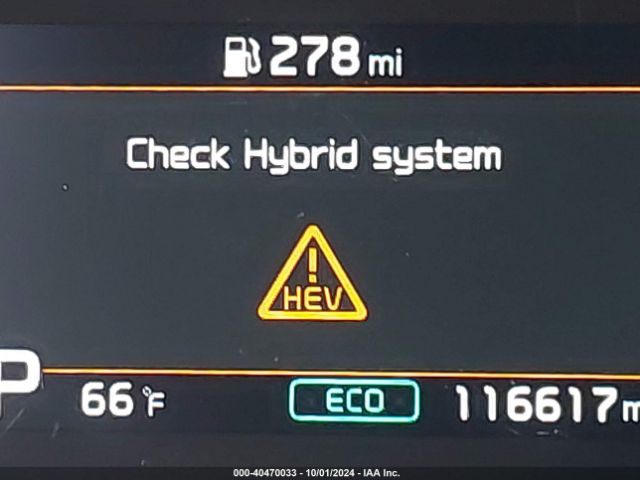 278 mi
Check Hybrid system
!
HEV
P
66 °F ECO 116617 m
000-40470033 - 10/01/2024 - IAA Inc.